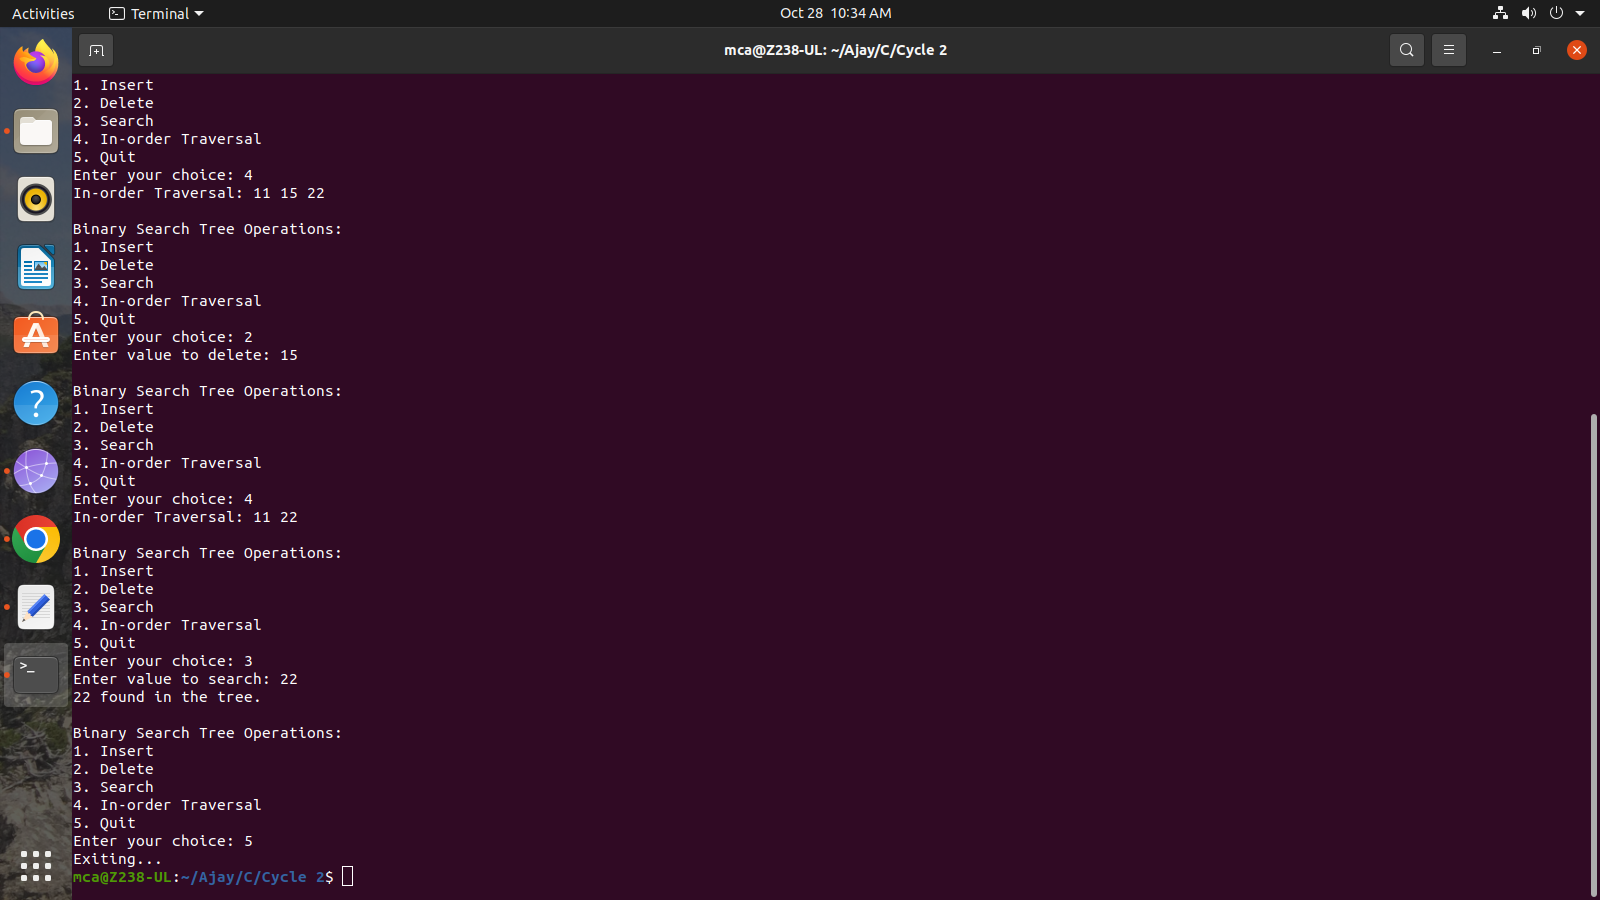 Activities
Terminal
Oct 28 10:34 AM
mca@Z238-UL: ~/Ajay/C/Cycle 2
1. Insert
2. Delete
3. Search
4. In-order Traversal
5. Quit
Enter your choice: 4
In-order Traversal: 11 15 22
Binary Search Tree Operations:
1. Insert
2. Delete
3. Search
4. In-order Traversal
5. Quit
Enter your choice: 2
Enter value to delete: 15
Binary Search Tree Operations:
1. Insert
2. Delete
3. Search
4. In-order Traversal
5. Quit
Enter your choice: 4
In-order Traversal: 11 22
Binary Search Tree Operations:
1. Insert
2. Delete
3. Search
4. In-order Traversal
5. Quit
Enter your choice: 3
Enter value to search: 22
22 found in the tree.
Binary Search Tree Operations:
1. Insert
2. Delete
3. Search
4. In-order Traversal
5. Quit
Enter your choice: 5
Exiting...
mca@Z238-UL:~/Ajay/C/Cycle 2$